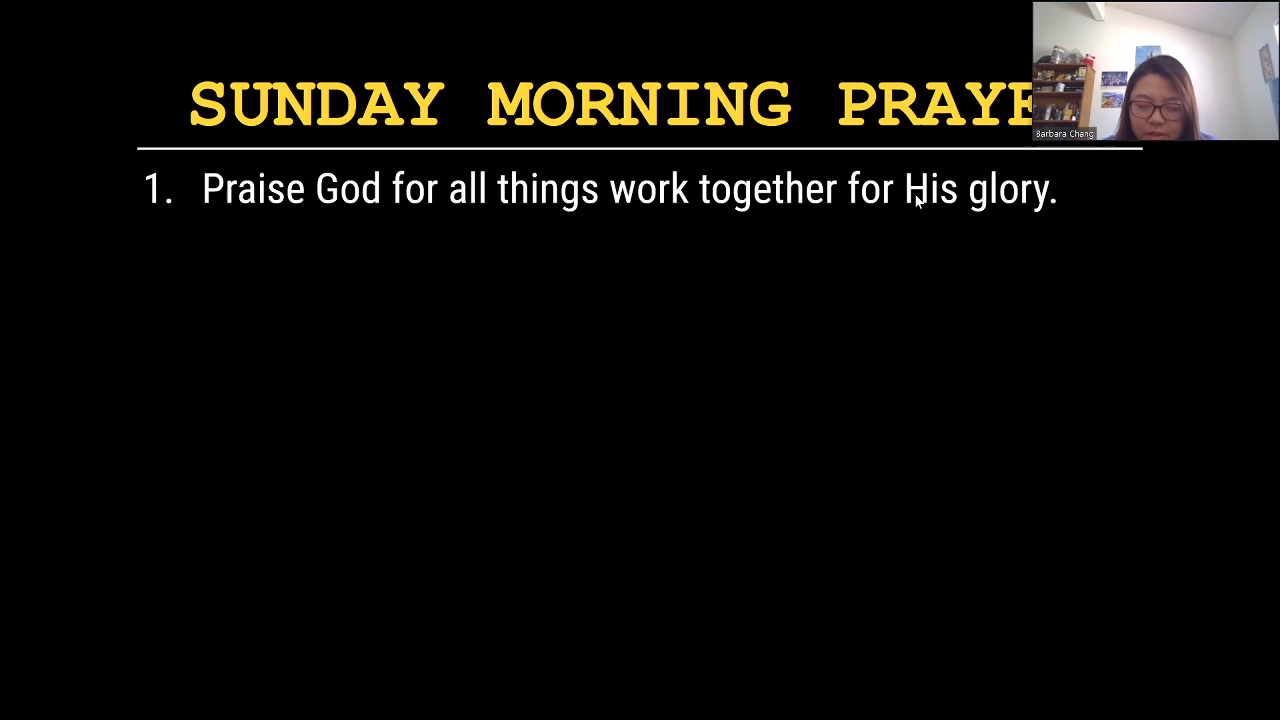 SUNDAY MORNING PRAYE
1. Praise God for all things work together for His glory.
Barbara Chang